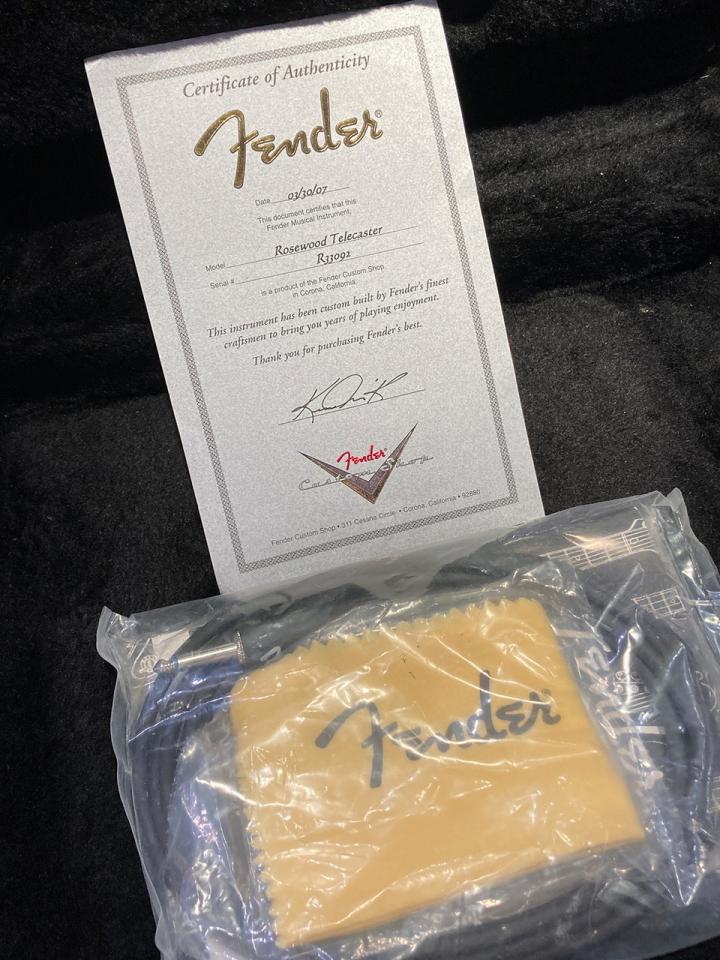 Certificate of Authenticity
Fender®
Date 03/30/07
This document certifies that this
Fender Musical Instrument,
Model Rosewood Telecaster
Serial # R33092
is a product of the Fender Custom Shop
in Corona, California.
This instrument has been custom built by Fender's finest
craftsmen to bring you years of playing enjoyment.
Thank you for purchasing Fender's best.
Fender®
Custom Shop
Fender Custom Shop • 311 Cessna Circle • Corona, California • 92880
Fender®